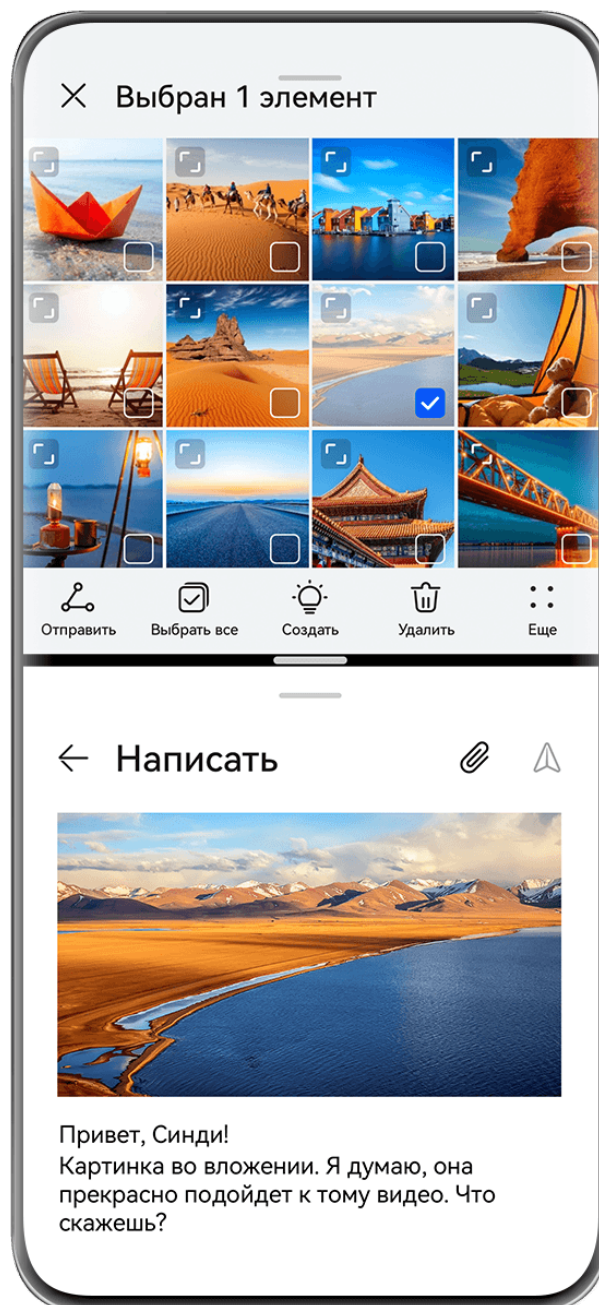 Выбран 1 элемент
Отправить
Выбрать все
Создать
Удалить
Еще
Написать
Привет, Синди!
Картинка во вложении. Я думаю, она
прекрасно подойдет к тому видео. Что
скажешь?